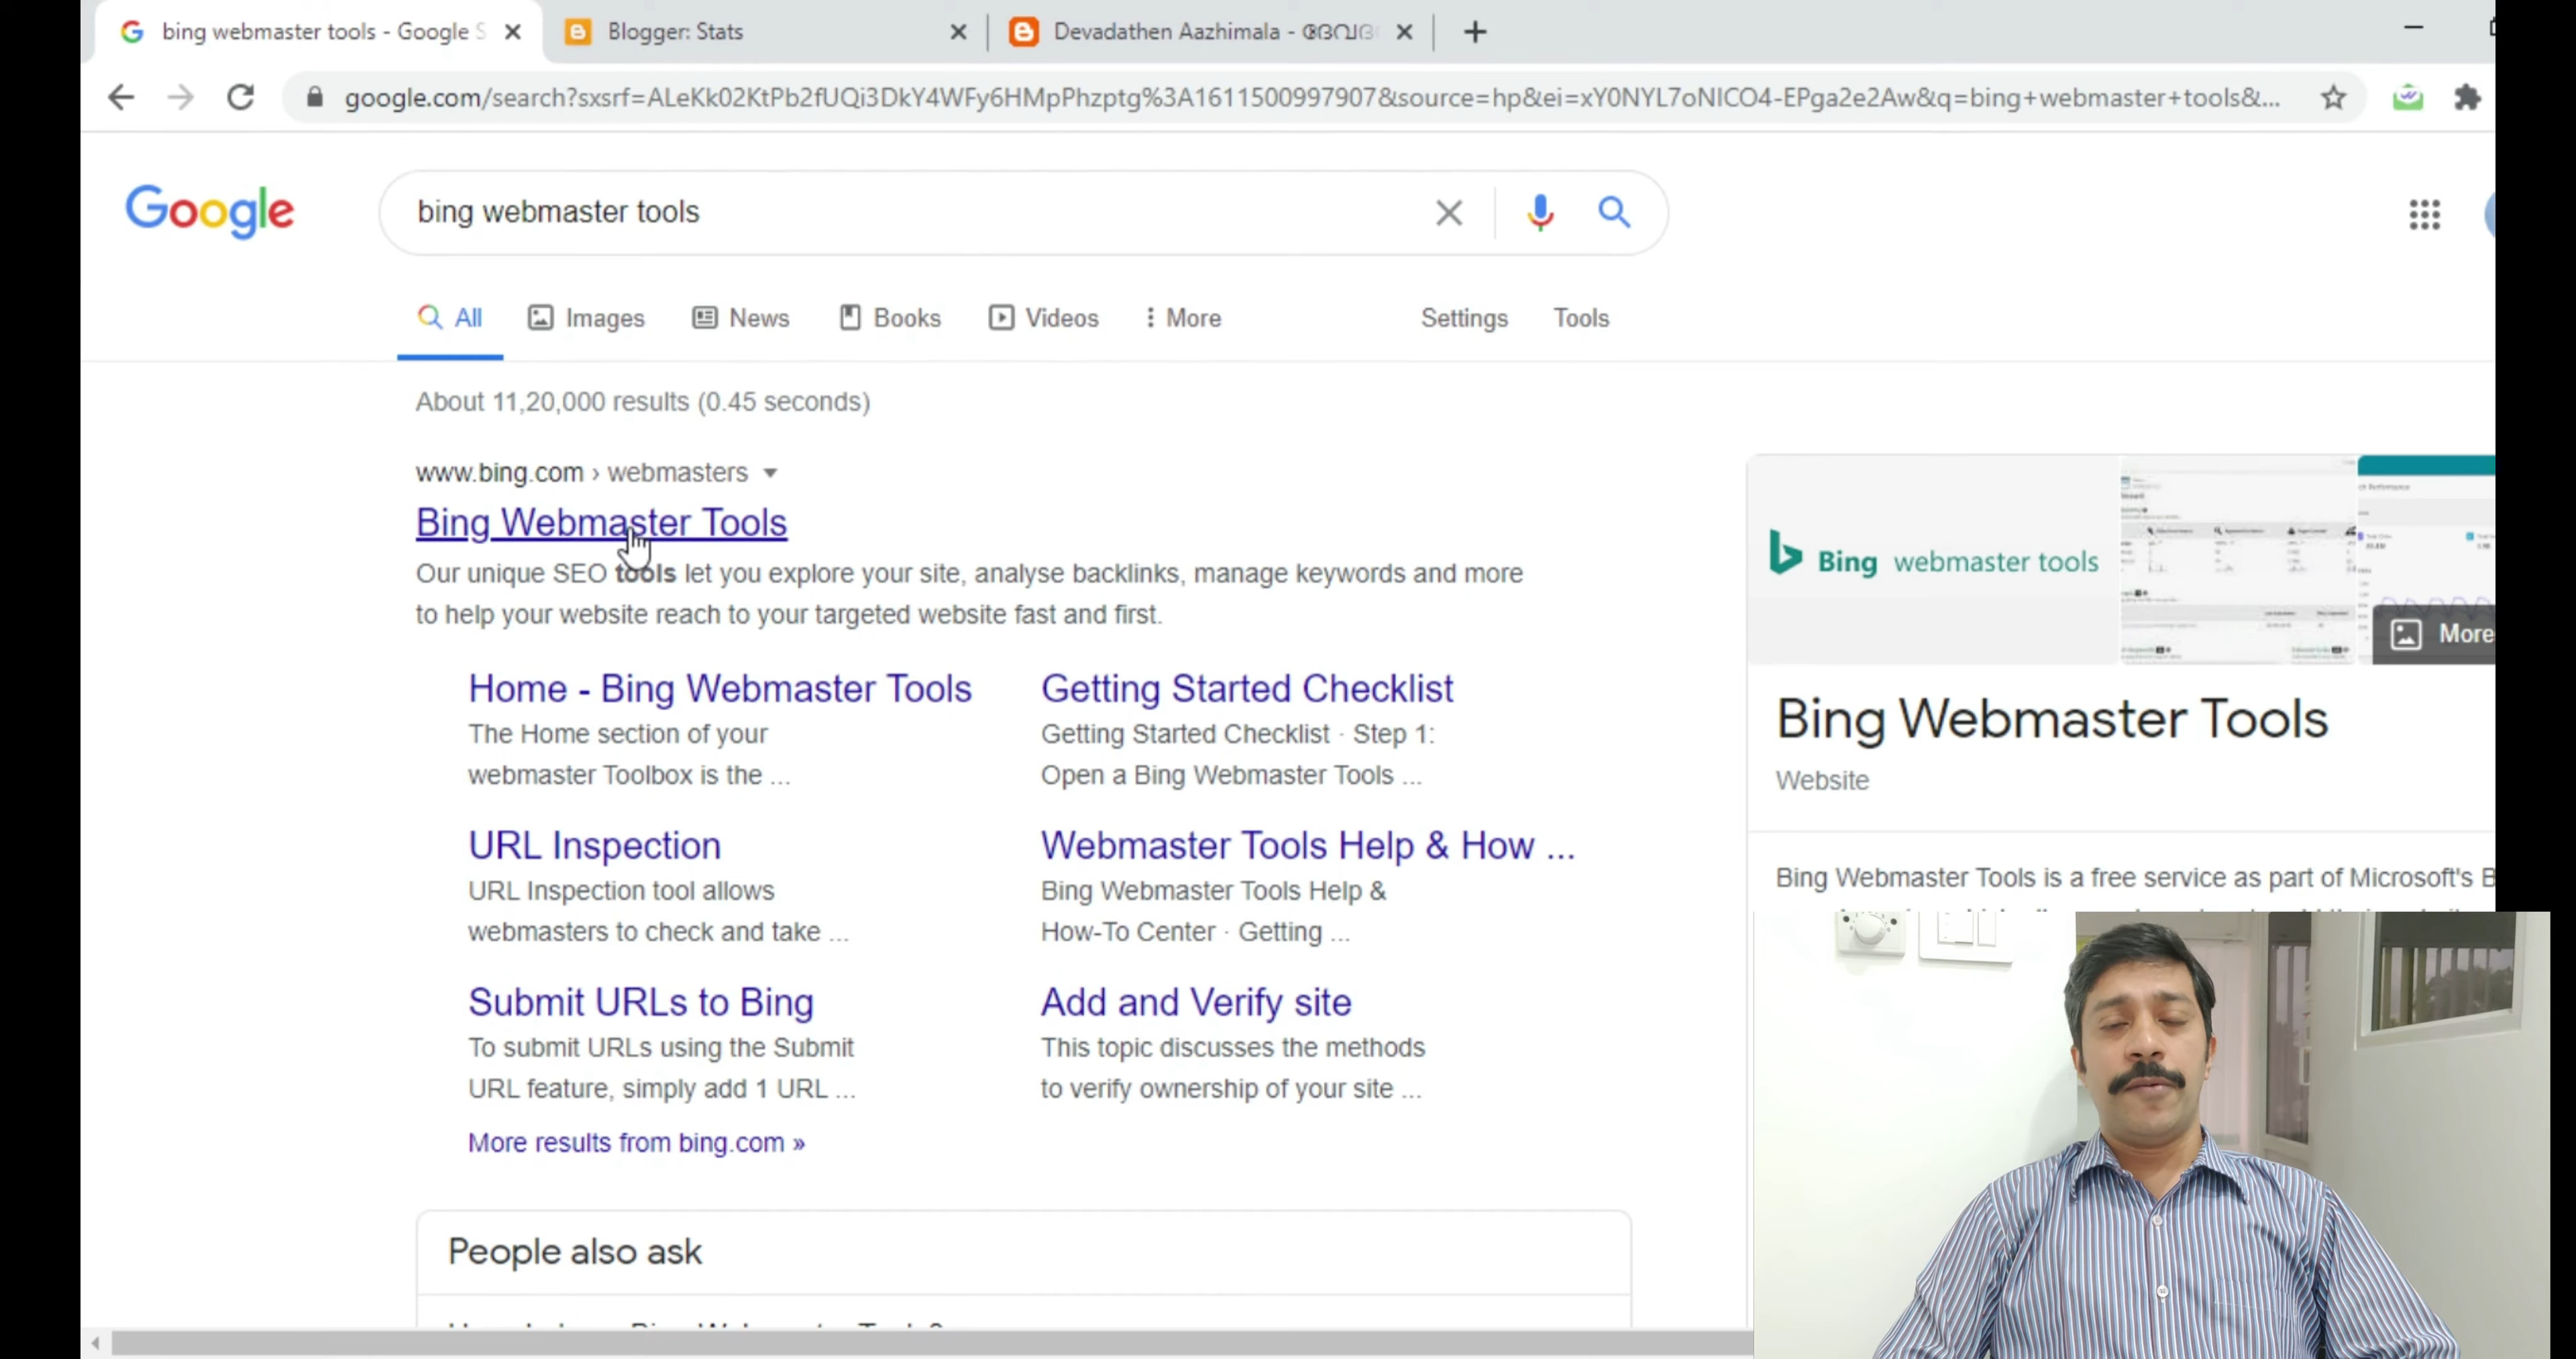 bing webmaster tools - Google S
Blogger: Stats
Devadathen Aazhimala -
google.com/search?sxsrf=ALeKk02KtPb2fUQi3DkY4WFy6HMpPhzptg%3A1611500997907&source=hp&ei=xY0NYL7oNICO4-EPga2e2Aw&q=bing+webmaster+tools&...
Google
bing webmaster tools
All
Images
News
Books
Videos
More
Settings
Tools
About 11,20,000 results (0.45 seconds)
www.bing.com › webmasters
Bing Webmaster Tools
Our unique SEO tools let you explore your site, analyse backlinks, manage keywords and more
to help your website reach to your targeted website fast and first.
Home - Bing Webmaster Tools
The Home section of your
webmaster Toolbox is the ...
Getting Started Checklist
Getting Started Checklist · Step 1:
Open a Bing Webmaster Tools ...
URL Inspection
URL Inspection tool allows
webmasters to check and take ...
Webmaster Tools Help & How ...
Bing Webmaster Tools Help &
How-To Center · Getting ...
Submit URLs to Bing
To submit URLs using the Submit
URL feature, simply add 1 URL ...
Add and Verify site
This topic discusses the methods
to verify ownership of your site ...
More results from bing.com »
People also ask
Bing webmaster tools
More
Bing Webmaster Tools
Website
Bing Webmaster Tools is a free service as part of Microsoft's B